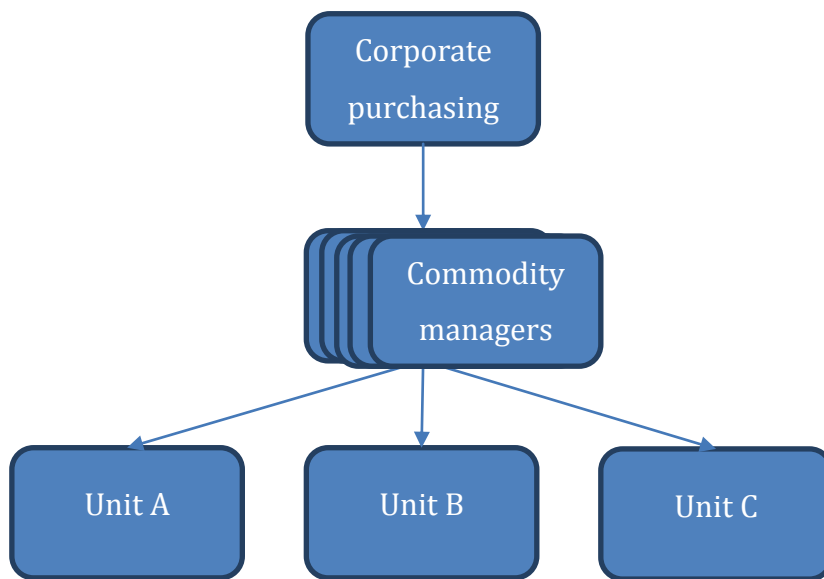 Corporate
purchasing
Commodity
managers
Unit A
Unit B
Unit C